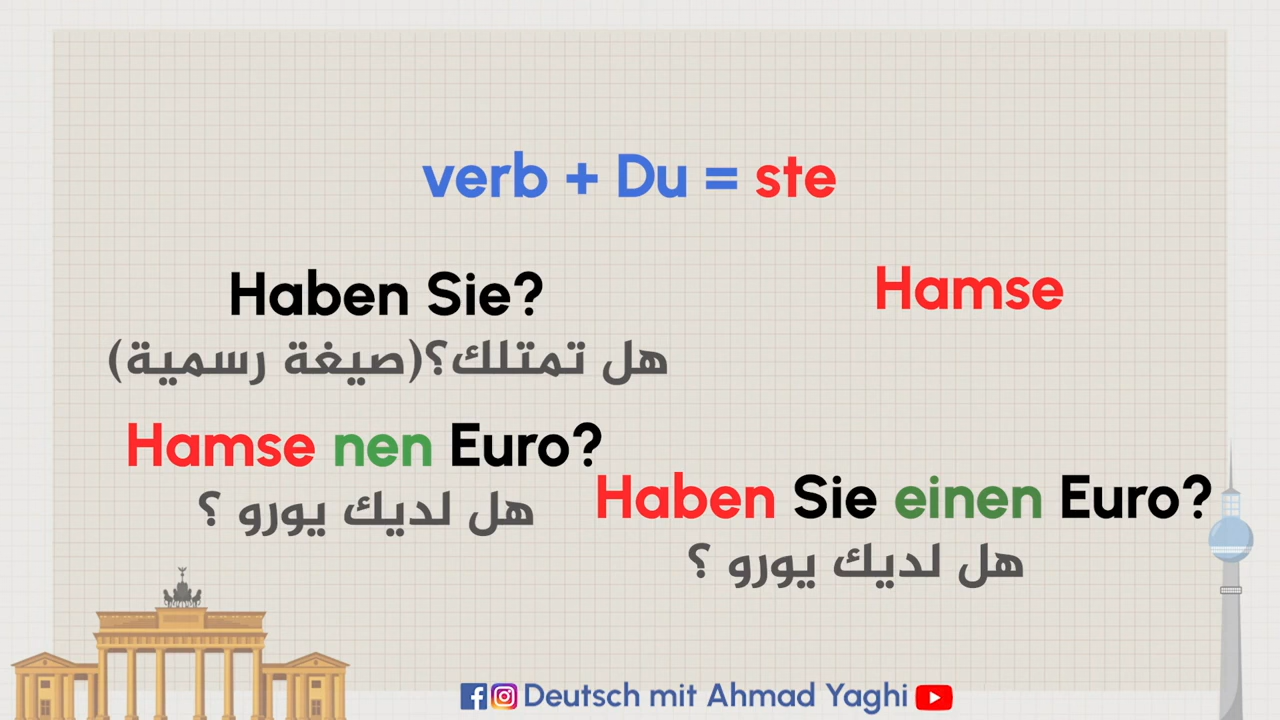 verb + Du = ste
Haben Sie?
Hamse
هل تمتلك؟(صيغة رسمية)
Hamse nen Euro?
هل لديك يورو ؟
Haben Sie einen Euro?
هل لديك يورو ؟
Deutsch mit Ahmad Yaghi